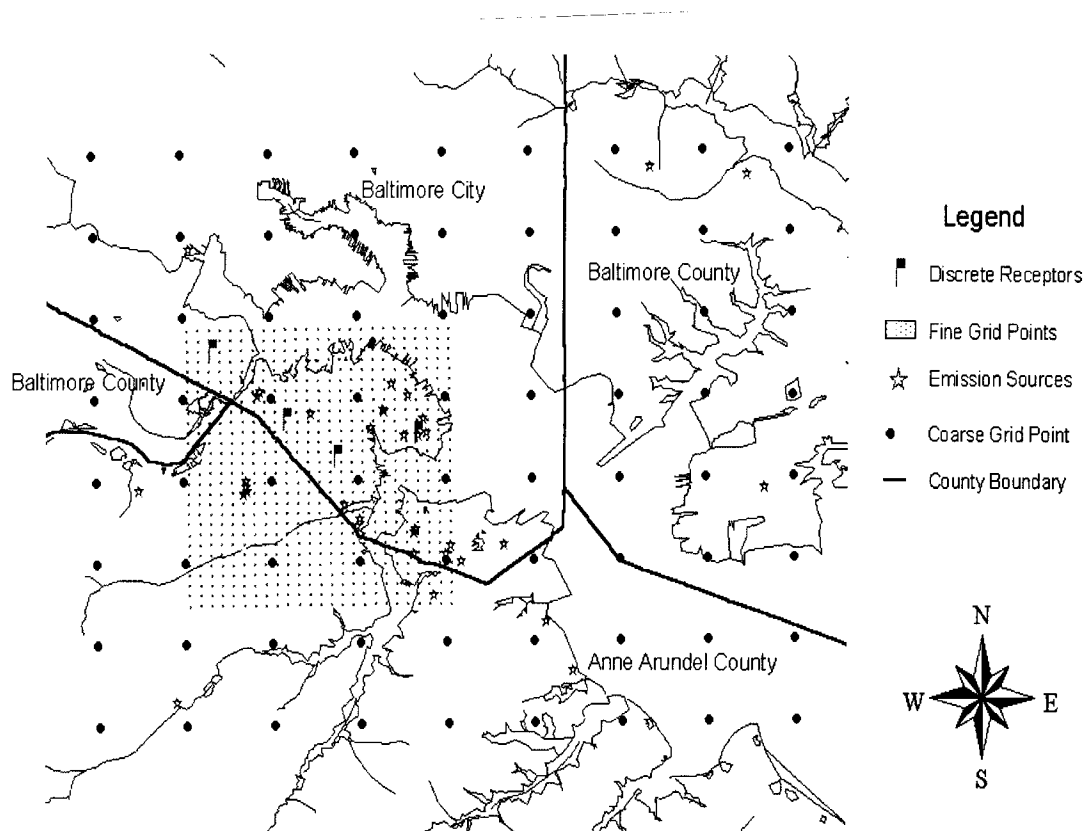 Baltimore City
Baltimore County
Baltimore County
Anne Arundel County
Legend
Discrete Receptors
Fine Grid Points
Emission Sources
Coarse Grid Point
County Boundary
N
W
E
S